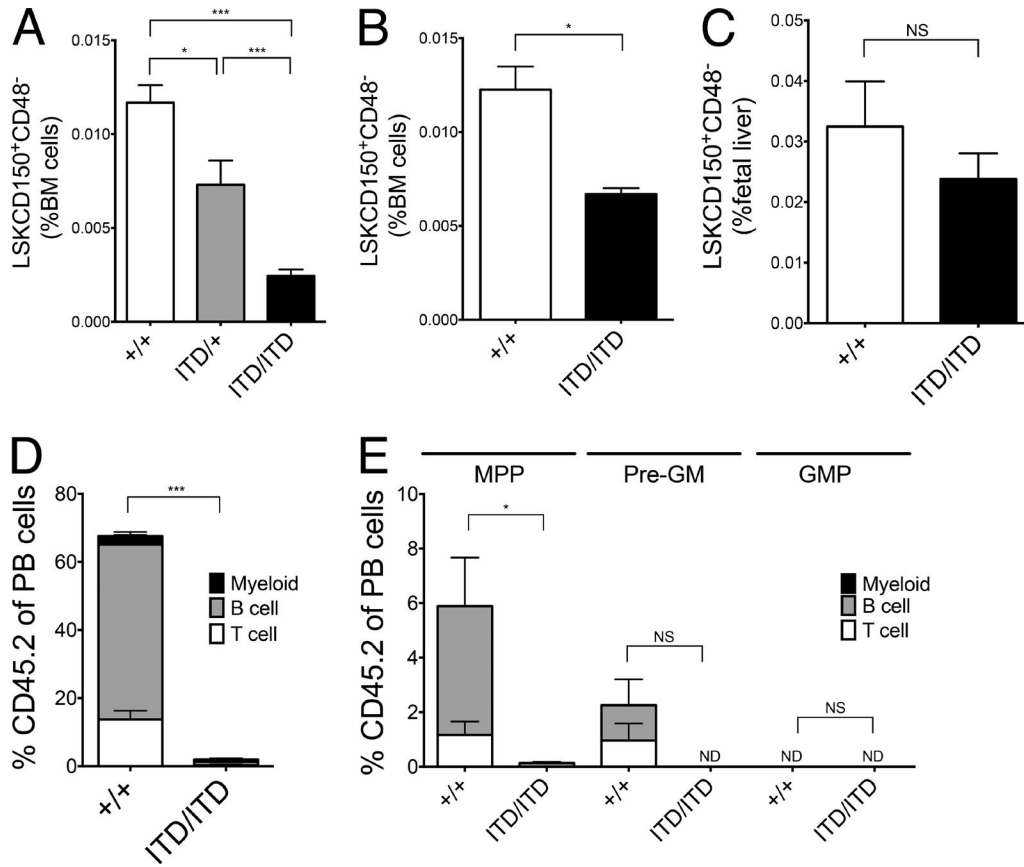 A
LSKCD150⁺CD48⁻
(%BM cells)
0.015
0.010
0.005
0.000
***
*
***
+/+
ITD/+
ITD/ITD
B
LSKCD150⁺CD48⁻
(%BM cells)
0.015
0.010
0.005
0.000
*
+/+
ITD/ITD
C
LSKCD150⁺CD48⁻
(%fetal liver)
0.05
0.04
0.03
0.02
0.01
0.00
NS
+/+
ITD/ITD
D
% CD45.2 of PB cells
80
60
40
20
0
***
Myeloid
B cell
T cell
+/+
ITD/ITD
E
MPP
Pre-GM
GMP
% CD45.2 of PB cells
10
8
6
4
2
0
*
NS
NS
ND
ND
ND
Myeloid
B cell
T cell
+/+
ITD/ITD
+/+
ITD/ITD
+/+
ITD/ITD